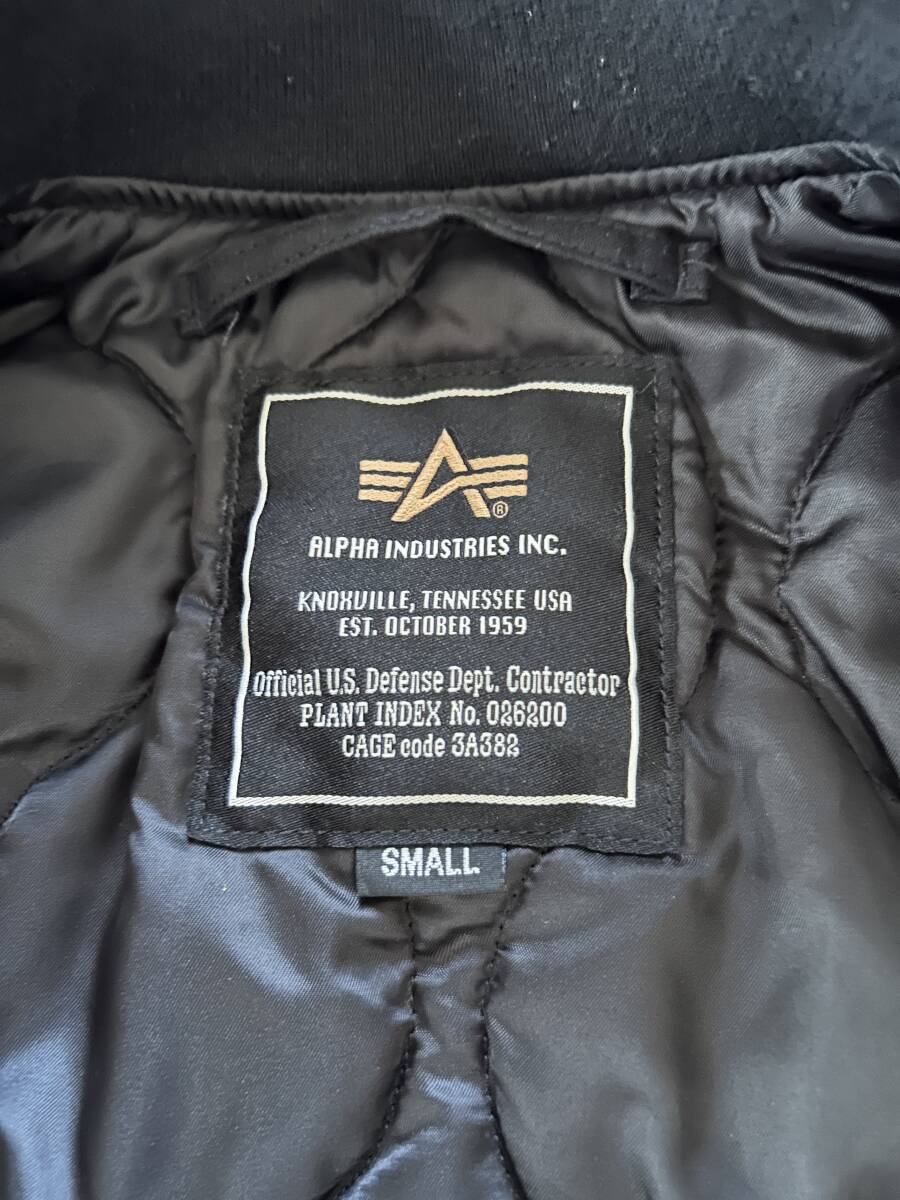 ®
ALPHA INDUSTRIES INC.
KNOXVILLE, TENNESSEE USA
EST. OCTOBER 1959
Official U.S. Defense Dept. Contractor
PLANT INDEX No. 026200
CAGE code 3A382
SMALL